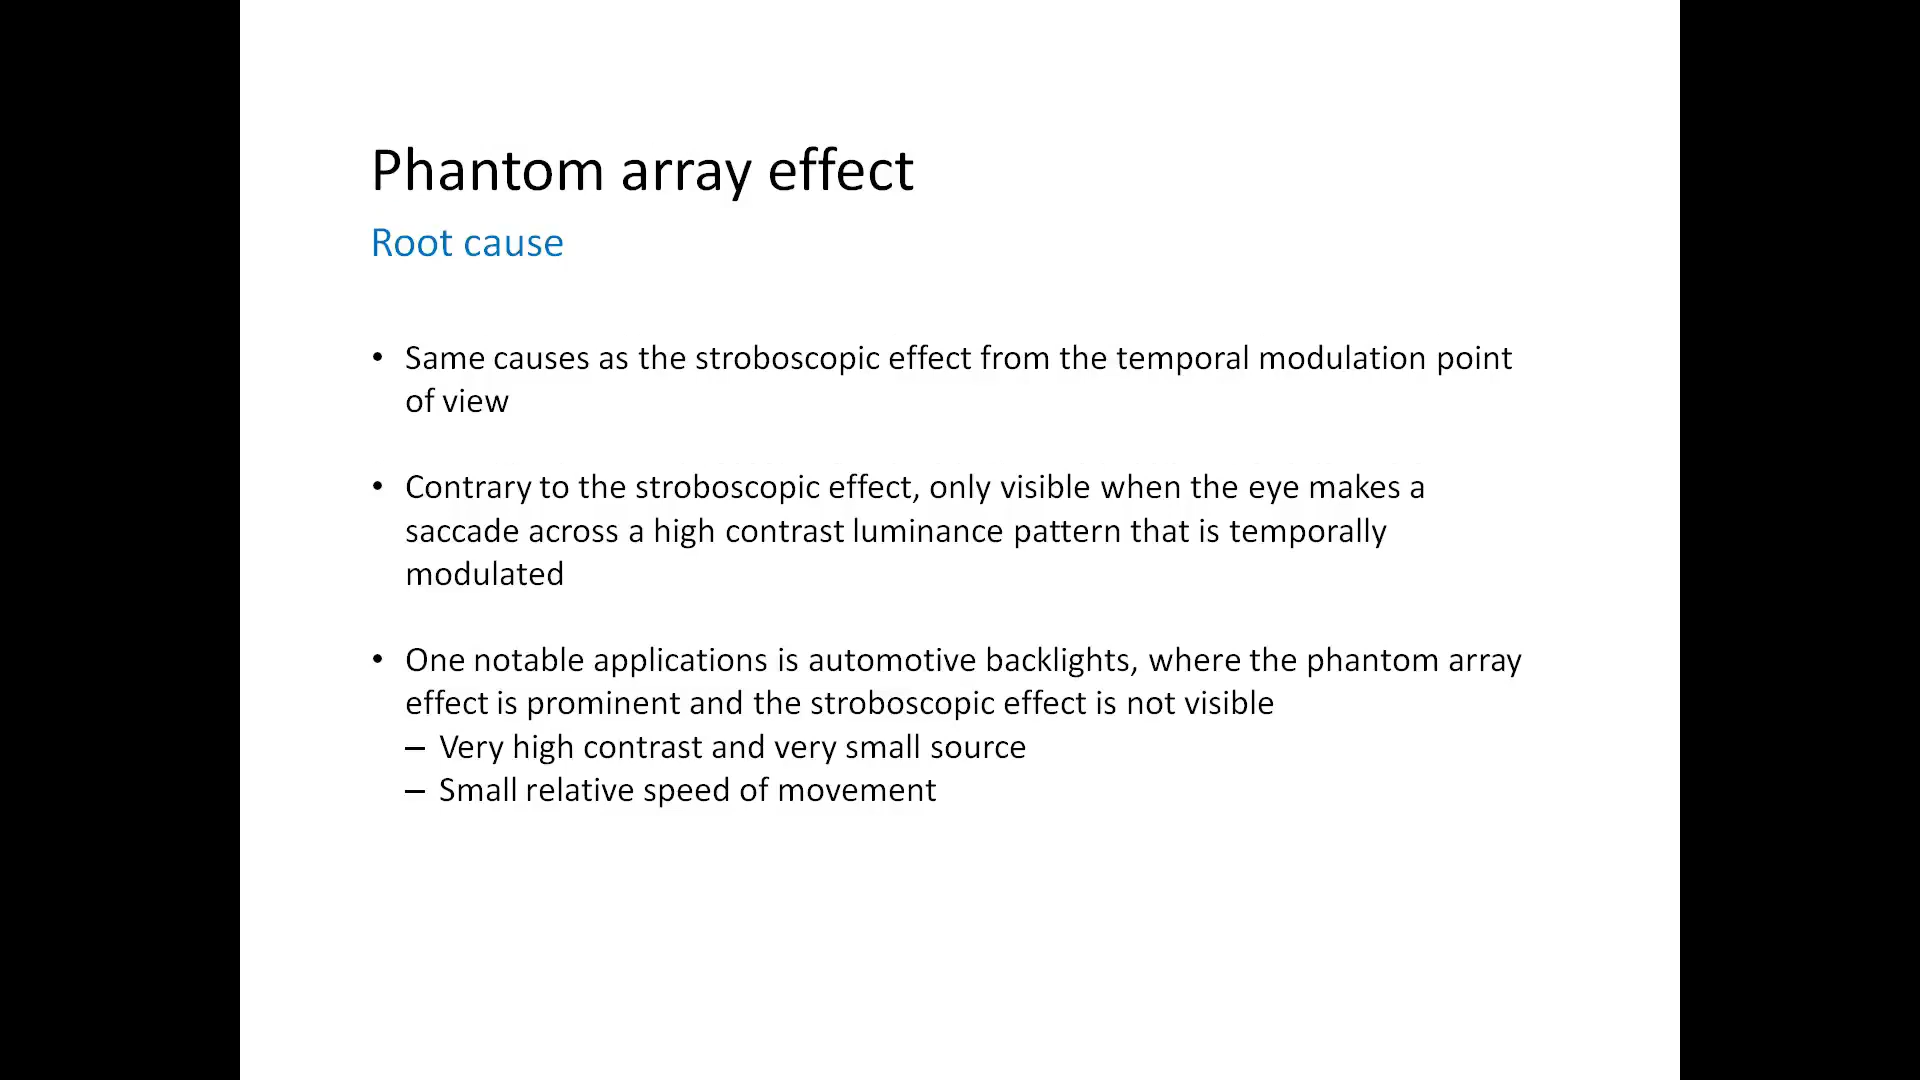 Phantom array effect
Root cause
• Same causes as the stroboscopic effect from the temporal modulation point
of view
• Contrary to the stroboscopic effect, only visible when the eye makes a
saccade across a high contrast luminance pattern that is temporally
modulated
• One notable applications is automotive backlights, where the phantom array
effect is prominent and the stroboscopic effect is not visible
– Very high contrast and very small source
– Small relative speed of movement